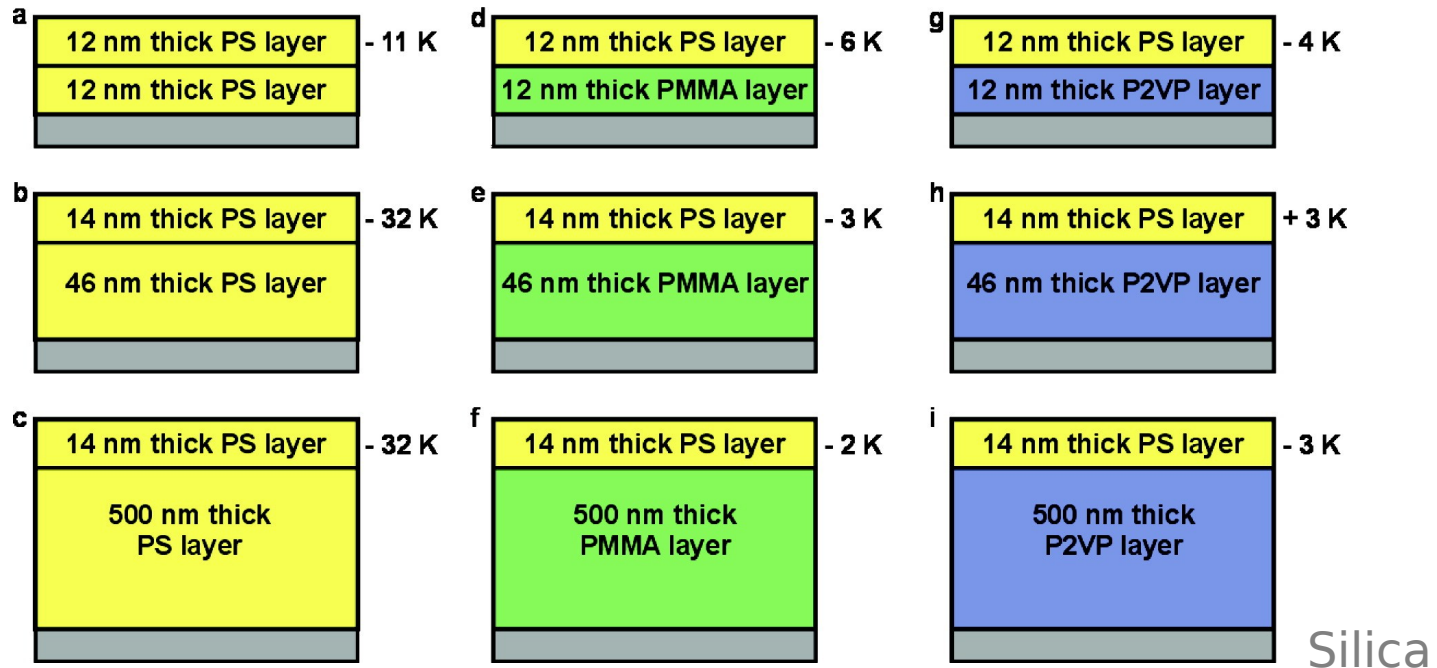 a
12 nm thick PS layer - 11 K
12 nm thick PS layer
d
12 nm thick PS layer - 6 K
12 nm thick PMMA layer
g
12 nm thick PS layer - 4 K
12 nm thick P2VP layer
b
14 nm thick PS layer - 32 K
46 nm thick PS layer
e
14 nm thick PS layer - 3 K
46 nm thick PMMA layer
h
14 nm thick PS layer + 3 K
46 nm thick P2VP layer
c
14 nm thick PS layer - 32 K
500 nm thick
PS layer
f
14 nm thick PS layer - 2 K
500 nm thick
PMMA layer
i
14 nm thick PS layer - 3 K
500 nm thick
P2VP layer
Silica